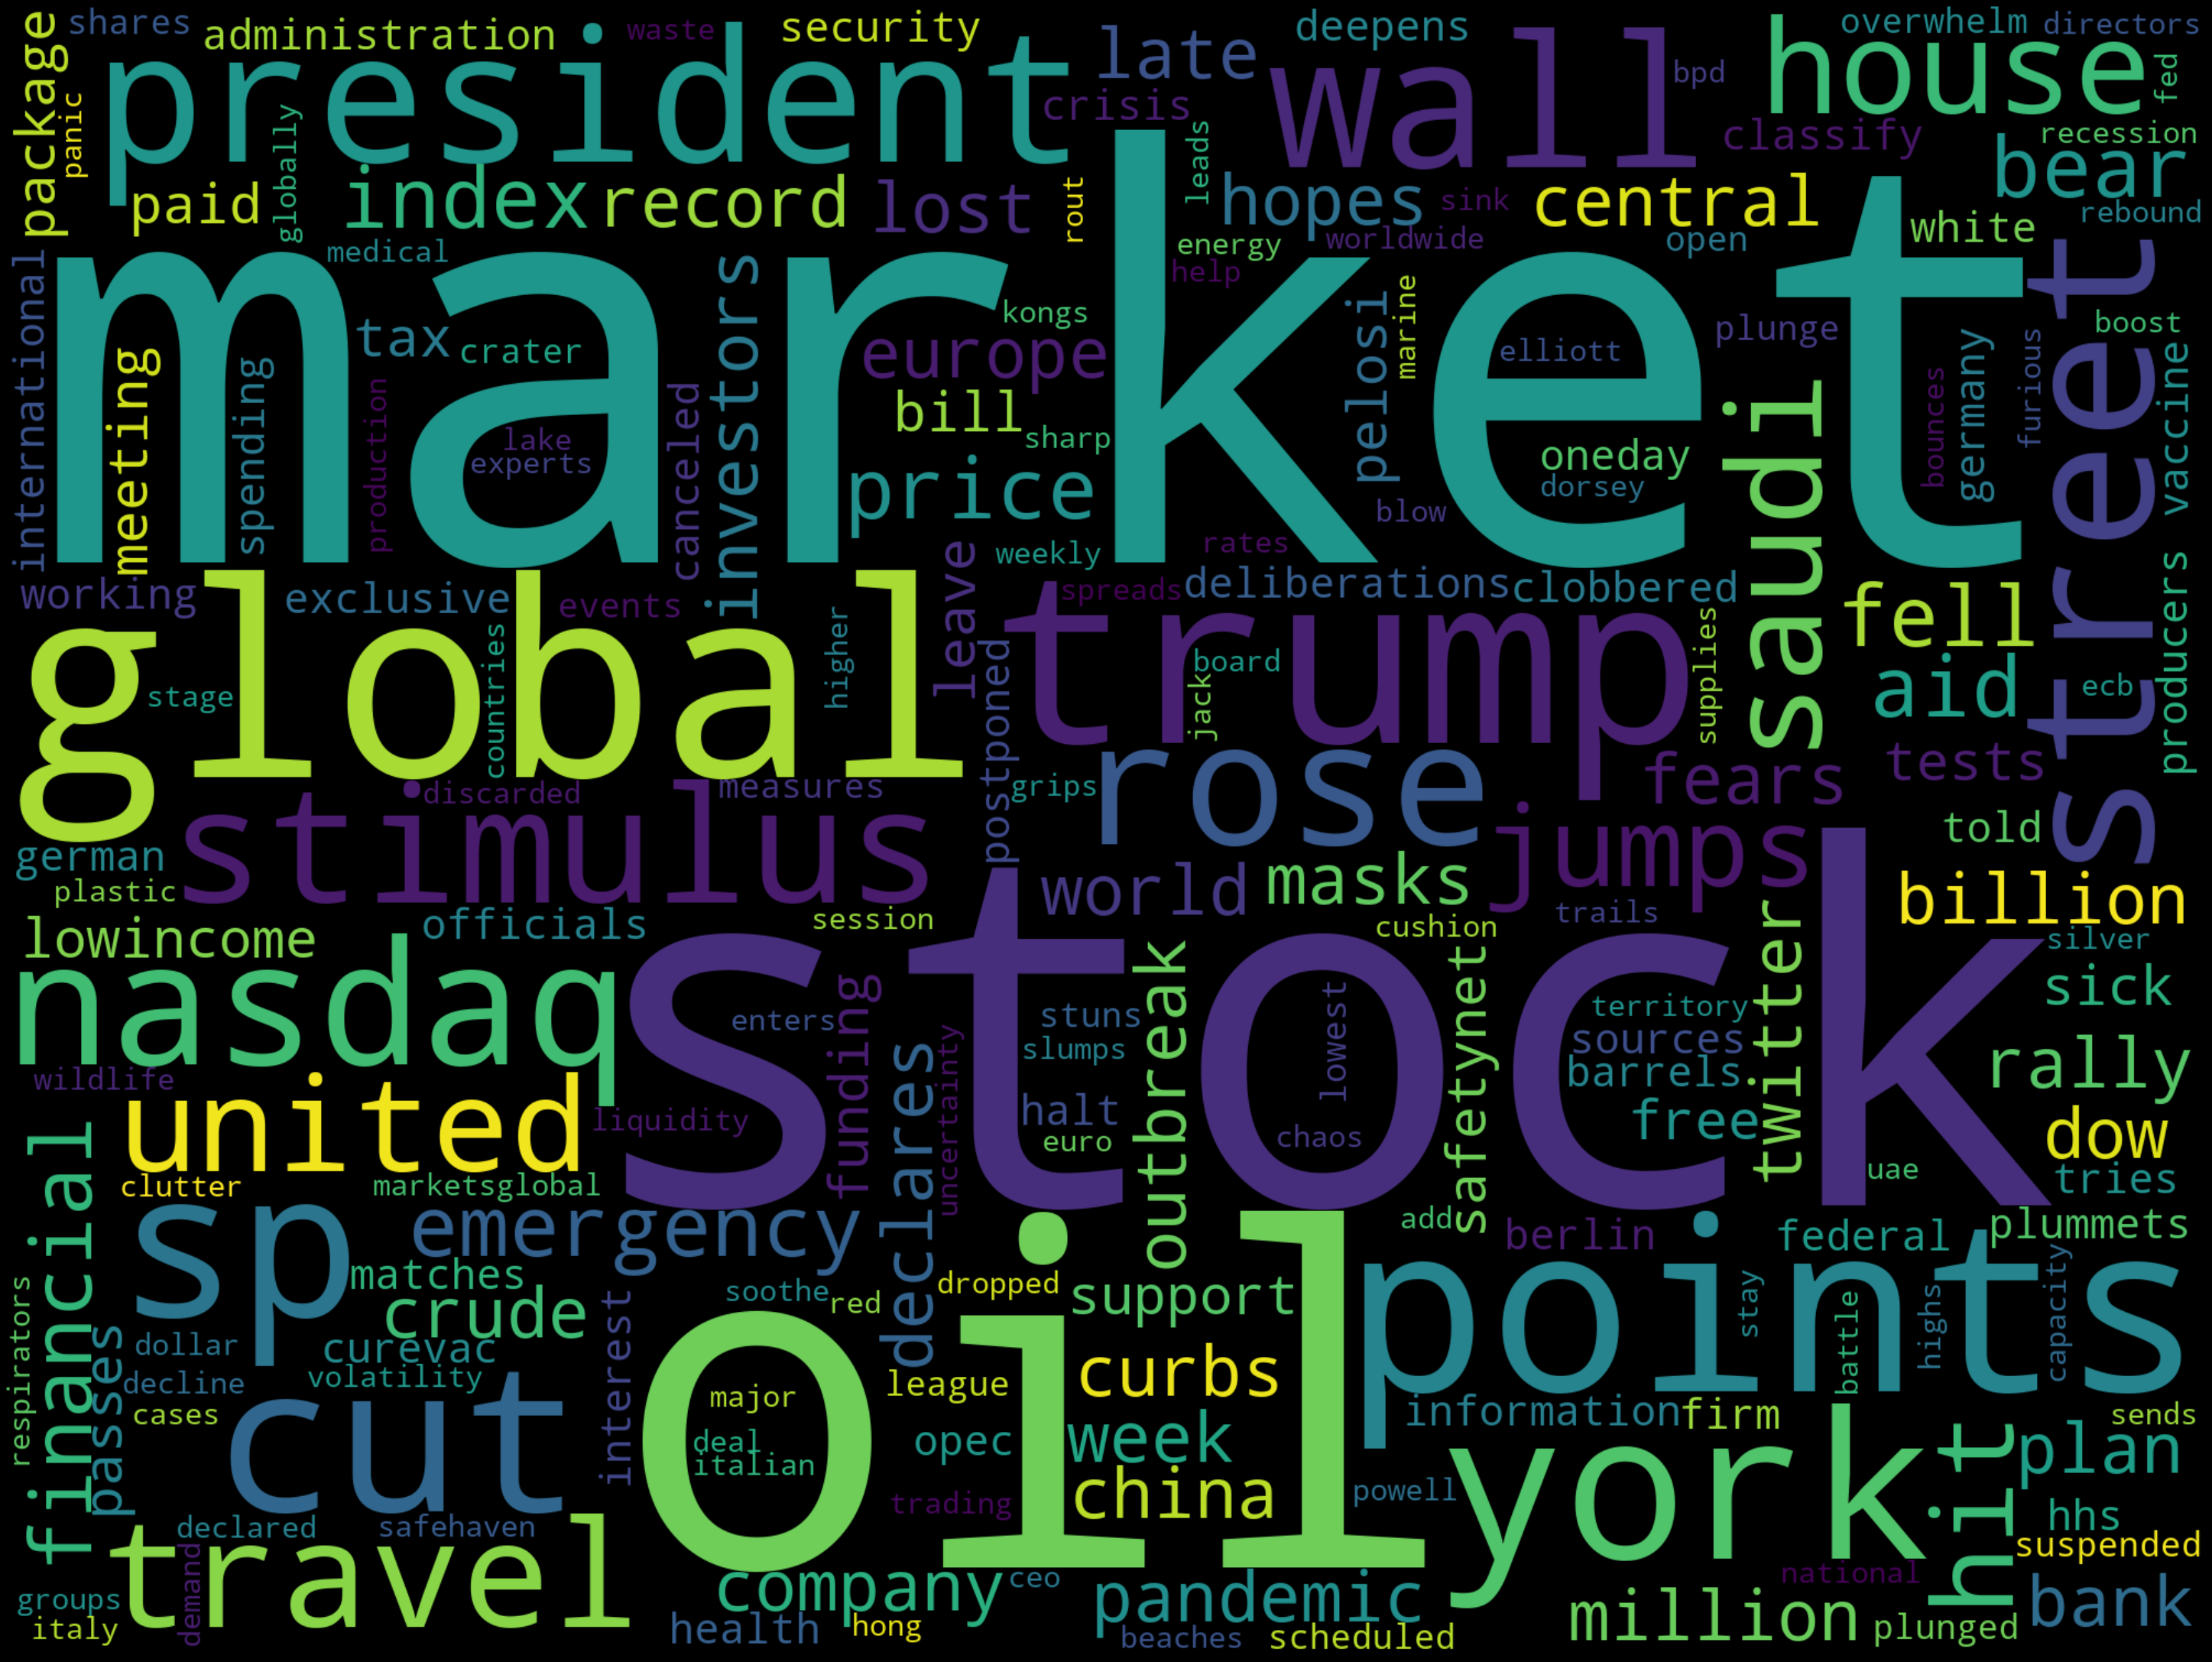 package
shares
panic
administration
president
globally
waste
security
late
crisis
deepens
wall
bpd
house
overwhelm
directors
fed
classify
recession
bear
rebound
paid
index
record
lost
rout
leads
hopes
sink
central
white
open
international
medical
market
energy
worldwide
help
street
meeting
spending
tax
crater
production
lake
experts
canceled
investors
europe
kongs
bill
sharp
price
pelosi
marine
elliott
plunge
oneday
dorsey
blow
saudi
bounces
germany
furious
boost
vaccine
weekly
rates
leave
working
exclusive
events
global
stage
countries
higher
postponed
spreads
deliberations
clobbered
trump
jack
board
supplies
fell
aid
ecb
producers
discarded
measures
grips
rose
fears
tests
stimulus
german
plastic
jumps
told
world
masks
billion
lowincome
officials
session
cushion
trails
stock
silver
nasdaq
enters
funding
stuns
slumps
outbreak
lowest
safetynet
territory
sources
barrels
twitter
sick
rally
wildlife
united
liquidity
declares
uncertainty
halt
euro
chaos
free
dow
tries
uae
financial
clutter
marketsglobal
sp
emergency
add
berlin
federal
plummets
matches
crude
soothe
red
dropped
support
points
respirators
passes
dollar
curevac
decline
volatility
cases
interest
oil
major
deal
italian
league
curbs
opec
week
china
trading
information
firm
stay
battle
highs
capacity
sends
cut
powell
york
hit
plan
hhs
suspended
declared
safehaven
travel
demand
groups
italy
company
ceo
health
hong
pandemic
beaches
scheduled
national
million
plunged
bank